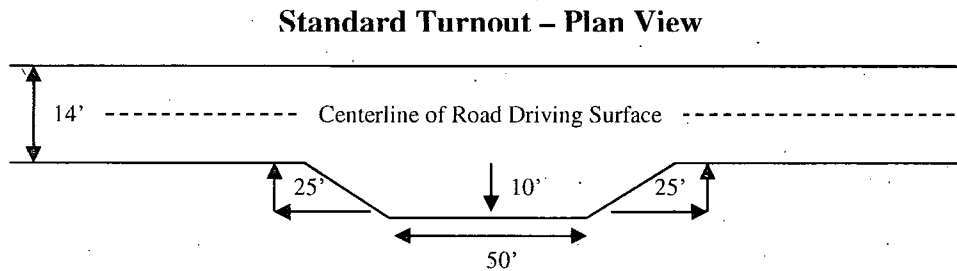 Standard Turnout – Plan View
14'
Centerline of Road Driving Surface
25'
10'
25'
50'